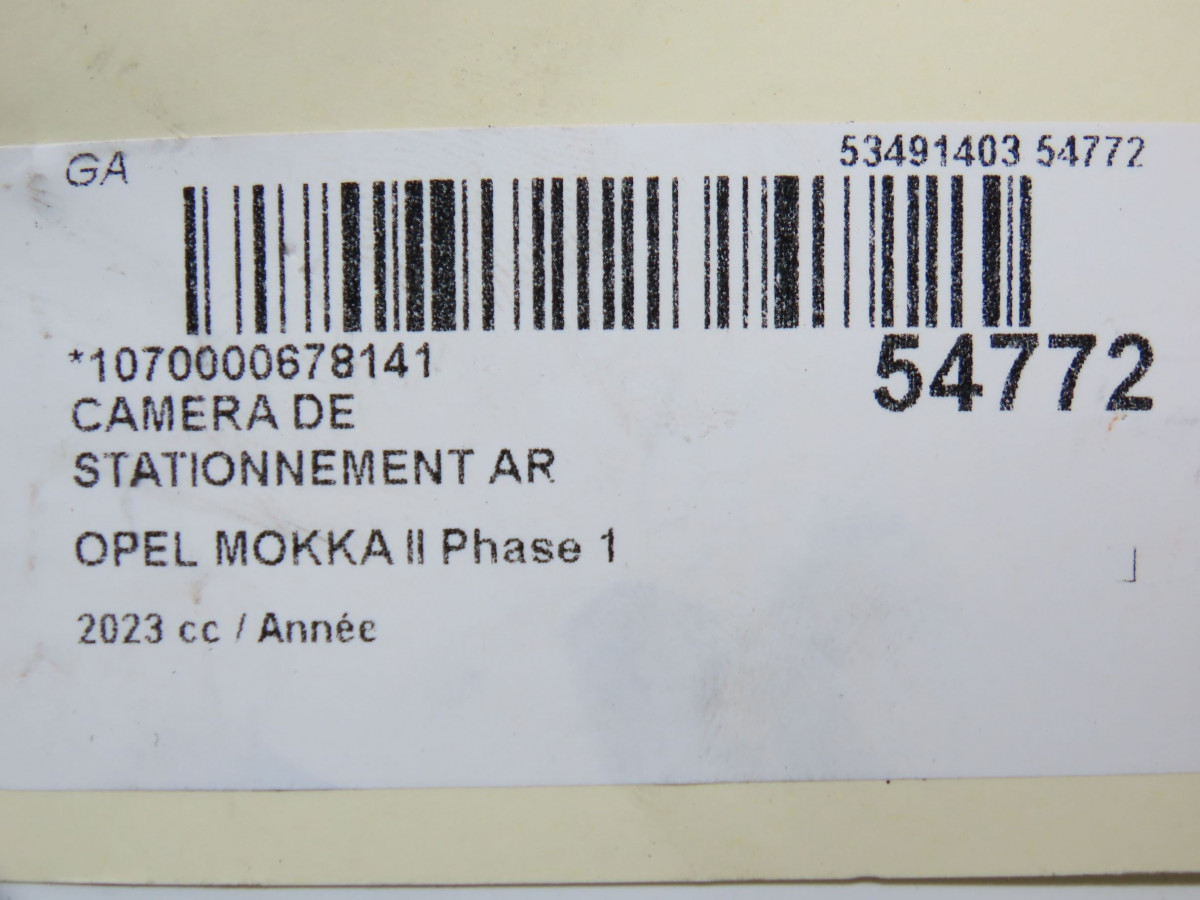 GA
53491403 54772
*1070000678141
54772
CAMERA DE
STATIONNEMENT AR
OPEL MOKKA II Phase 1
2023 cc / Année